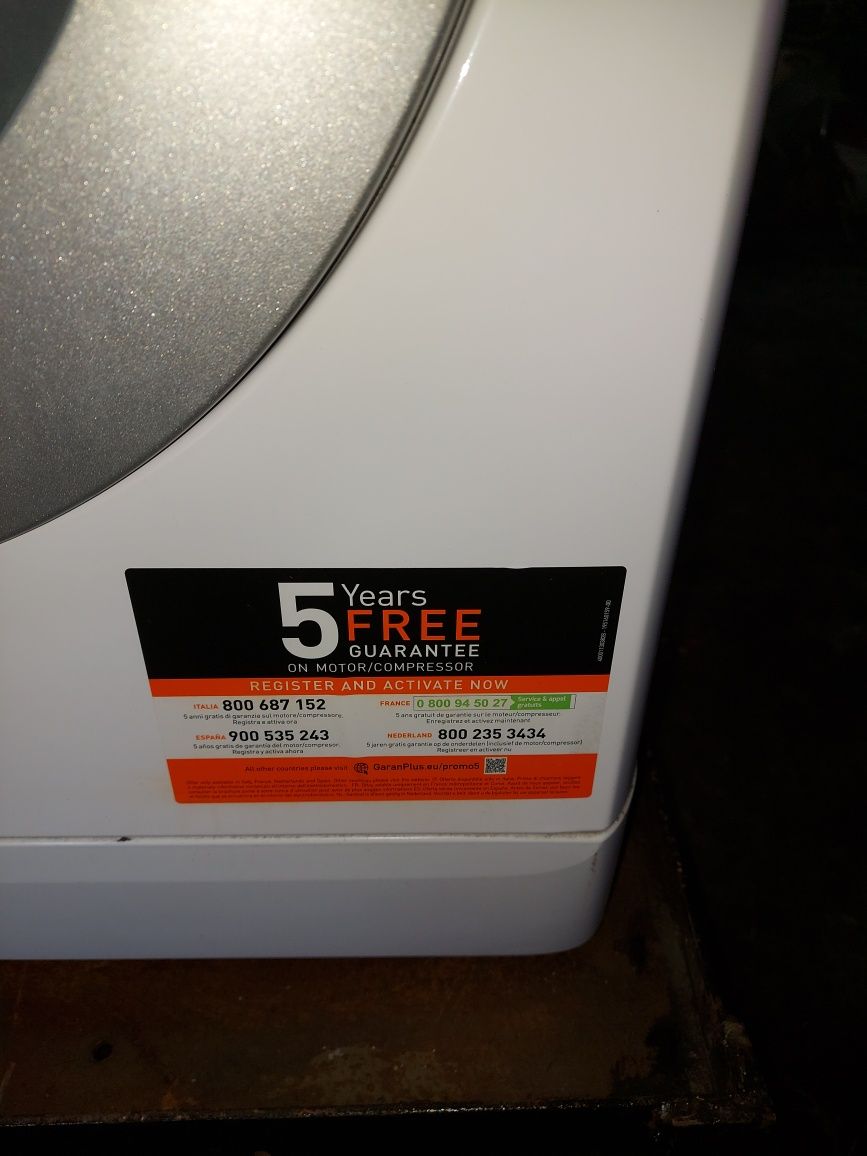 5 Years
FREE
GUARANTEE
ON MOTOR/COMPRESSOR
REGISTER AND ACTIVATE NOW
ITALIA 800 687 152
5 anni gratis di garanzia sul motore/compressore.
Registra e attiva ora
FRANCE 0 800 94 50 27 Service & appel gratuits
5 ans gratuit de garantie sur le moteur/compresseur.
Enregistrez et activez maintenant
ESPAÑA 900 535 243
5 años gratis de garantía del motor/compresor.
Registra y activa ahora
NEDERLAND 800 235 3434
5 jaren gratis garantie op de onderdelen (inclusief de motor/compressor)
Registreer en activeer nu
All other countries please visit GaranPlus.eu/promo5